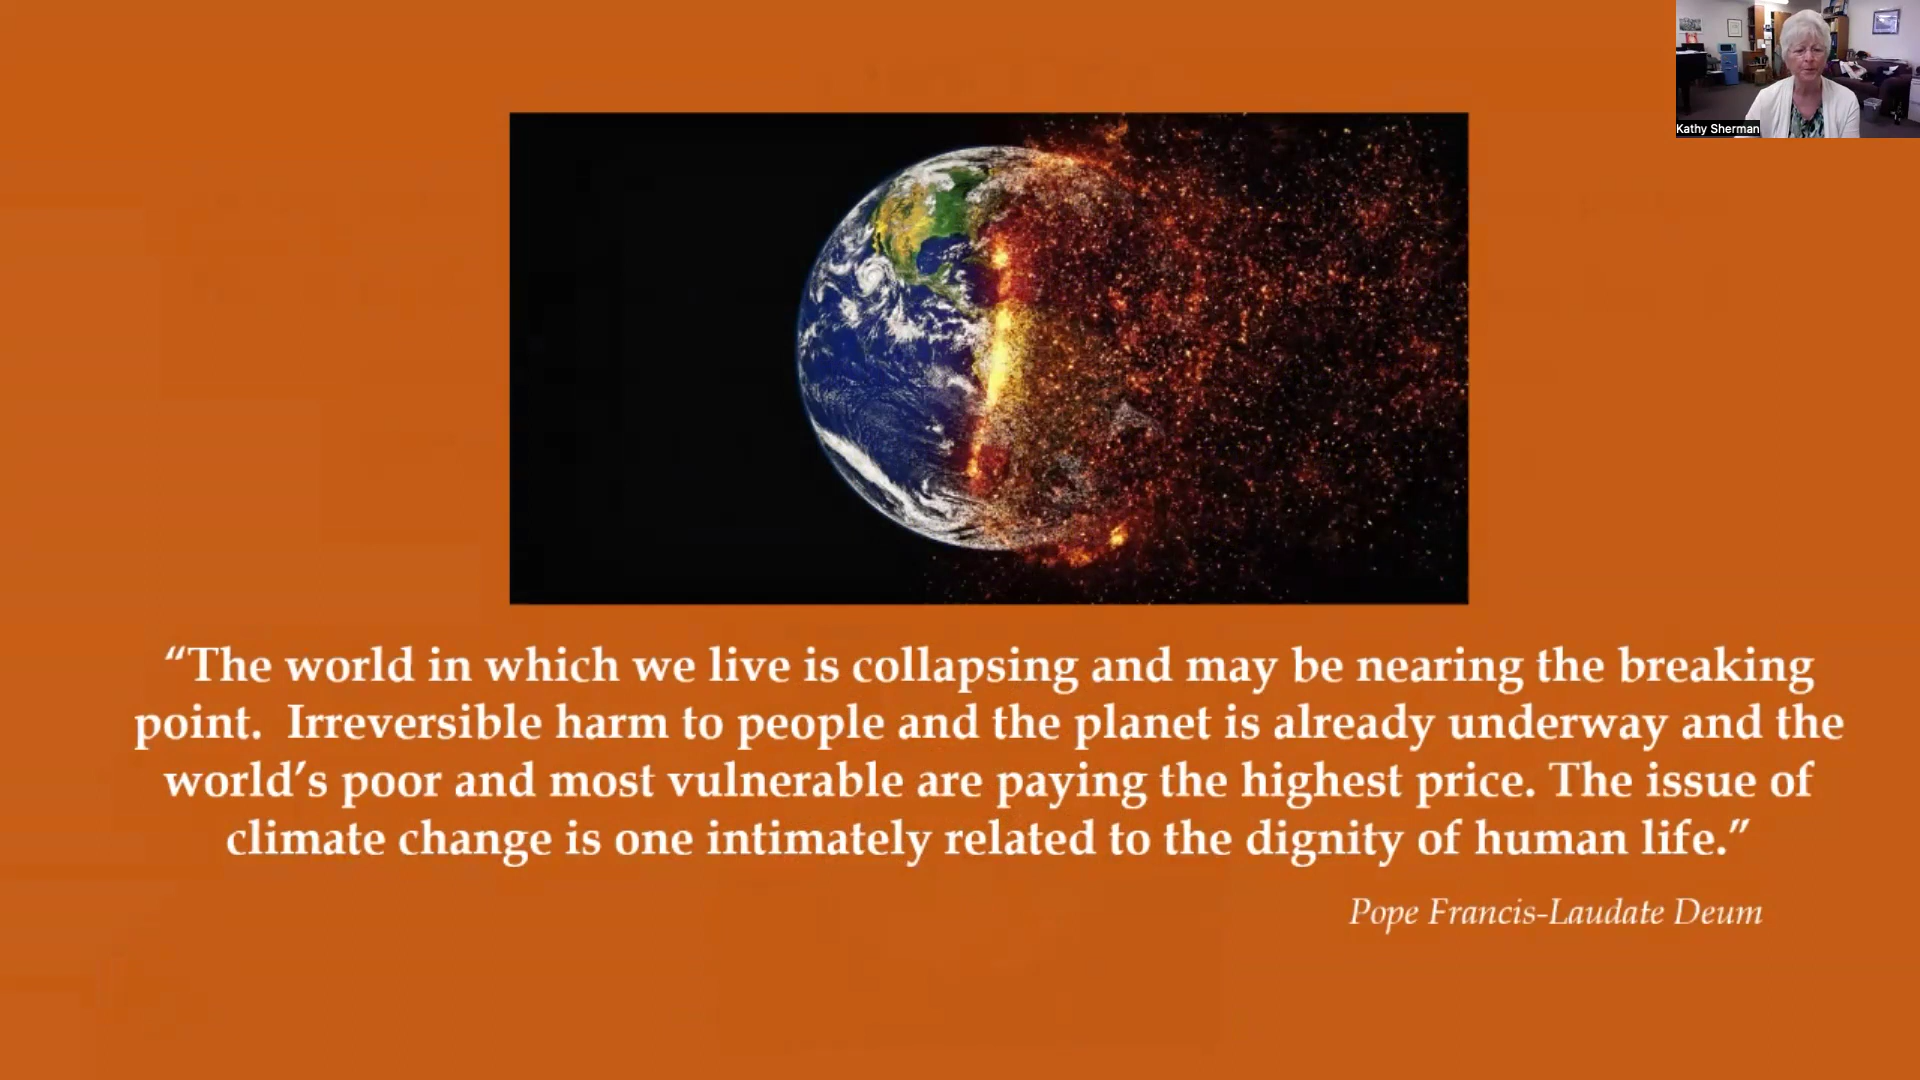 Kathy Sherman
“The world in which we live is collapsing and may be nearing the breaking
point.  Irreversible harm to people and the planet is already underway and the
world’s poor and most vulnerable are paying the highest price. The issue of
climate change is one intimately related to the dignity of human life.”
Pope Francis-Laudate Deum